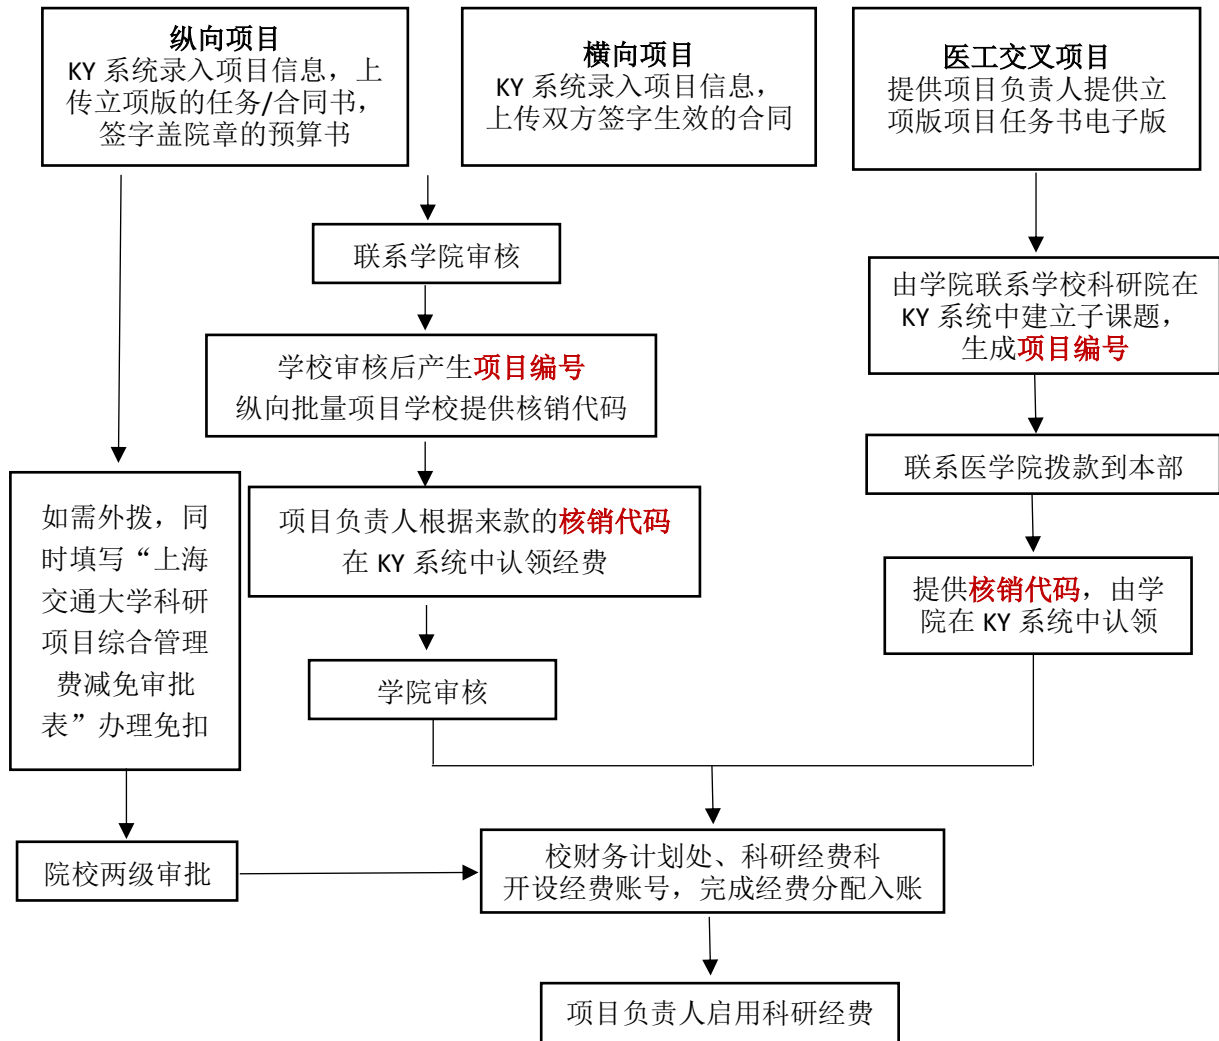 纵向项目
KY 系统录入项目信息，上
传立项版的任务/合同书，
签字盖院章的预算书
横向项目
KY 系统录入项目信息，
上传双方签字生效的合同
医工交叉项目
提供项目负责人提供立
项版项目任务书电子版
联系学院审核
由学院联系学校科研院在
KY 系统中建立子课题，
生成项目编号
学校审核后产生项目编号
纵向批量项目学校提供核销代码
联系医学院拨款到本部
如需外拨，同
时填写“上海
交通大学科研
项目综合管理
费减免审批
表”办理免扣
项目负责人根据来款的核销代码
在 KY 系统中认领经费
提供核销代码，由学
院在 KY 系统中认领
学院审核
院校两级审批
校财务计划处、科研经费科
开设经费账号，完成经费分配入账
项目负责人启用科研经费